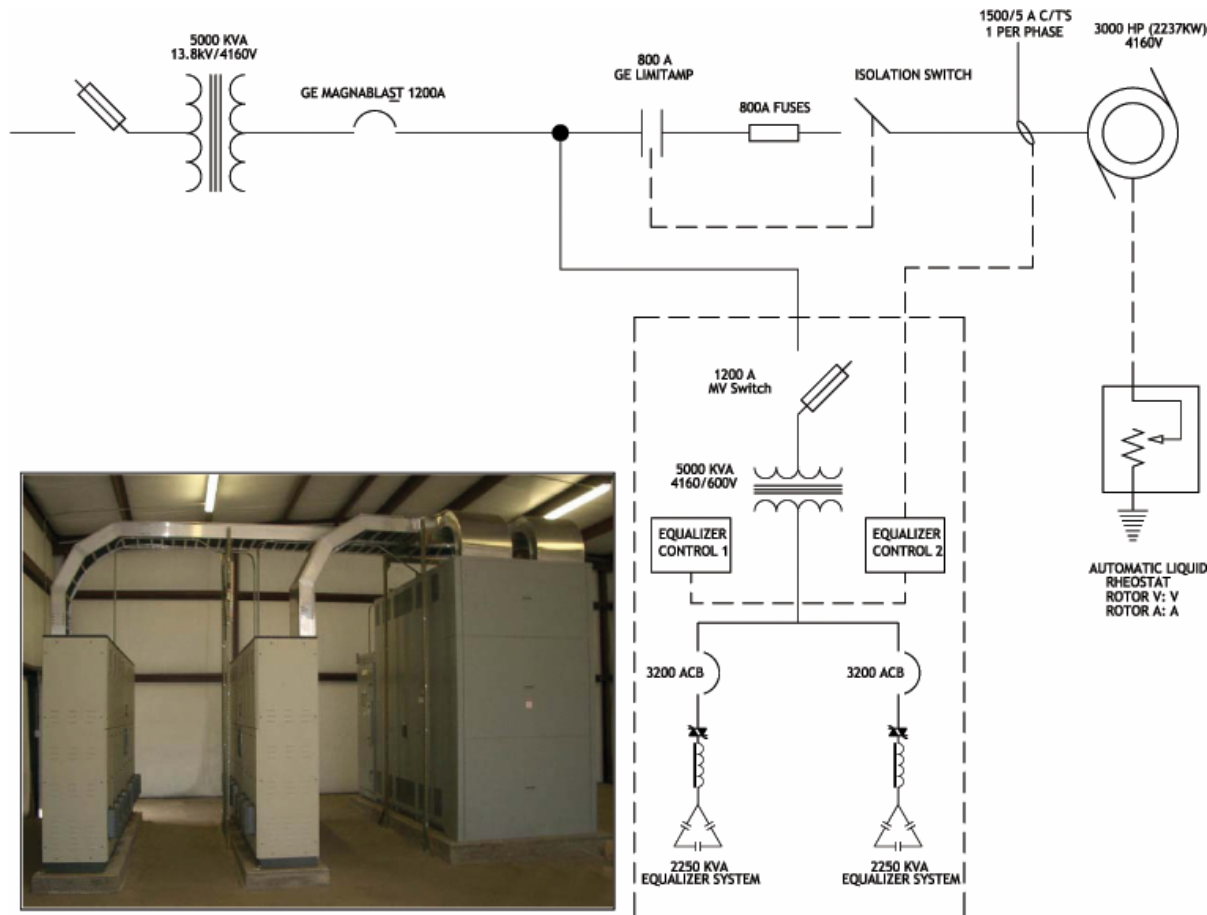 5000 KVA
13.8kV/4160V
GE MAGNABLAST 1200A
800 A
GE LIMITAMP
800A FUSES
ISOLATION SWITCH
1500/5 A C/T'S
1 PER PHASE
3000 HP (2237KW)
4160V
1200 A
MV Switch
5000 KVA
4160/600V
EQUALIZER
CONTROL 1
EQUALIZER
CONTROL 2
AUTOMATIC LIQUID
RHEOSTAT
ROTOR V: V
ROTOR A: A
3200 ACB
3200 ACB
2250 KVA
EQUALIZER SYSTEM
2250 KVA
EQUALIZER SYSTEM